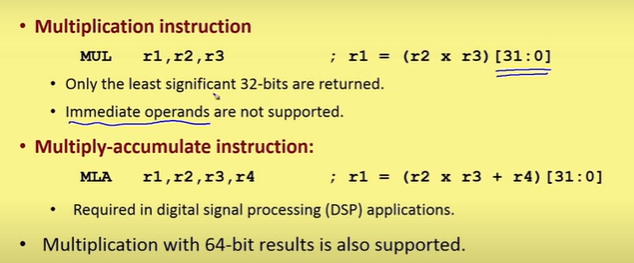 • Multiplication instruction
MUL r1,r2,r3 ; r1 = (r2 x r3)[31:0]
• Only the least significant 32-bits are returned.
• Immediate operands are not supported.
• Multiply-accumulate instruction:
MLA r1,r2,r3,r4 ; r1 = (r2 x r3 + r4)[31:0]
• Required in digital signal processing (DSP) applications.
• Multiplication with 64-bit results is also supported.